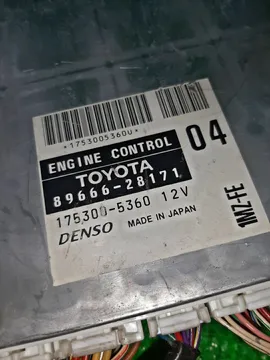 *1753005360U*
ENGINE CONTROL 04
TOYOTA
89666-28171
175300-5360 12V
DENSO MADE IN JAPAN
1MZ-FE